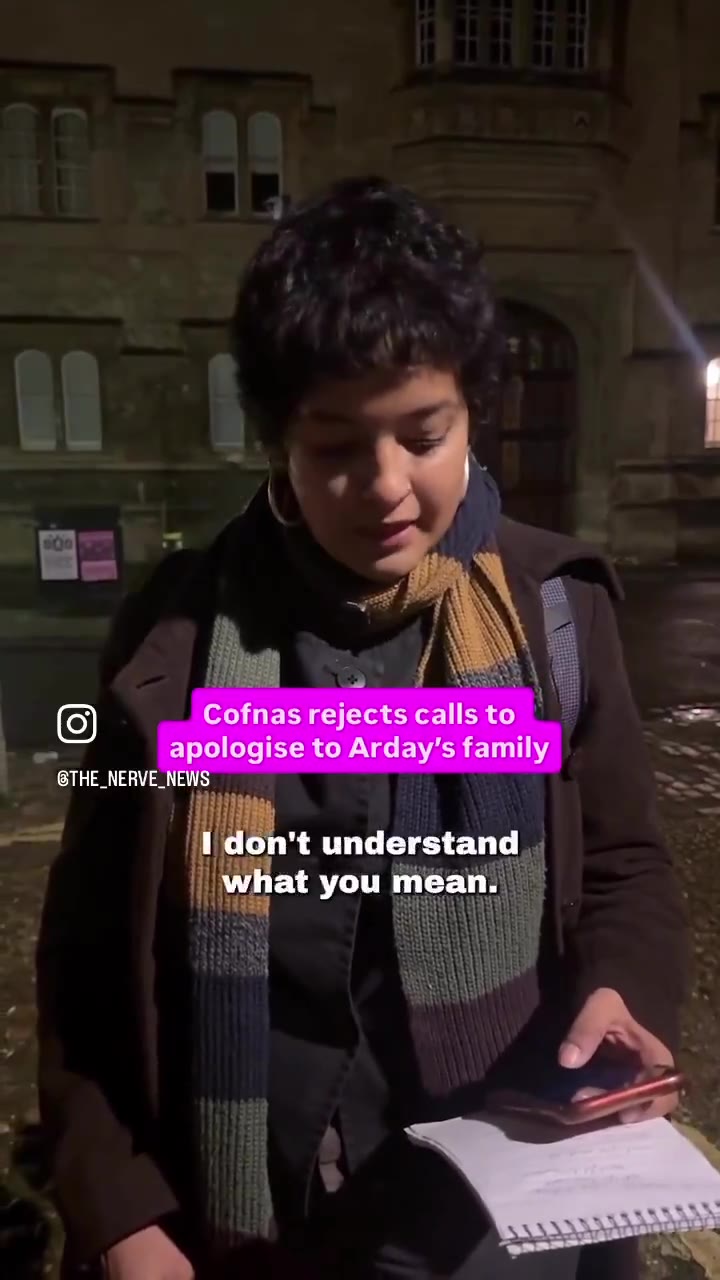 Cofnas rejects calls to
apologise to Arday's family
@THE_NERVE_NEWS
I don't understand
what you mean.